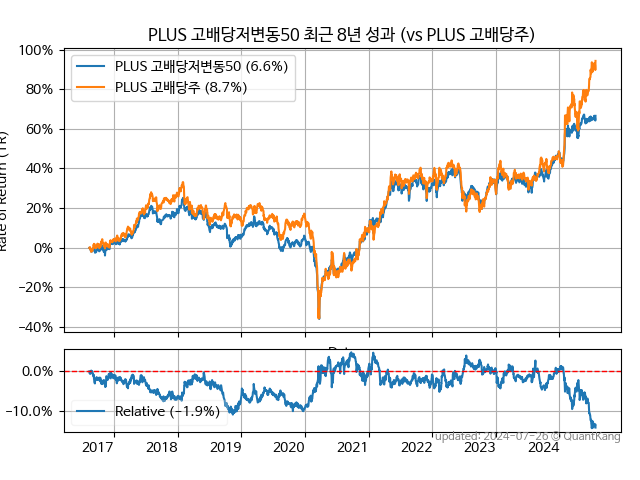 PLUS 고배당저변동50 최근 8년 성과 (vs PLUS 고배당주)
100%
80%
60%
40%
20%
0%
−20%
−40%
Rate of Return (TR)
PLUS 고배당저변동50 (6.6%)
PLUS 고배당주 (8.7%)
0.0%
−10.0%
Relative (−1.9%)
2017 2018 2019 2020 2021 2022 2023 2024
updated: 2024-07-26 © QuantKang